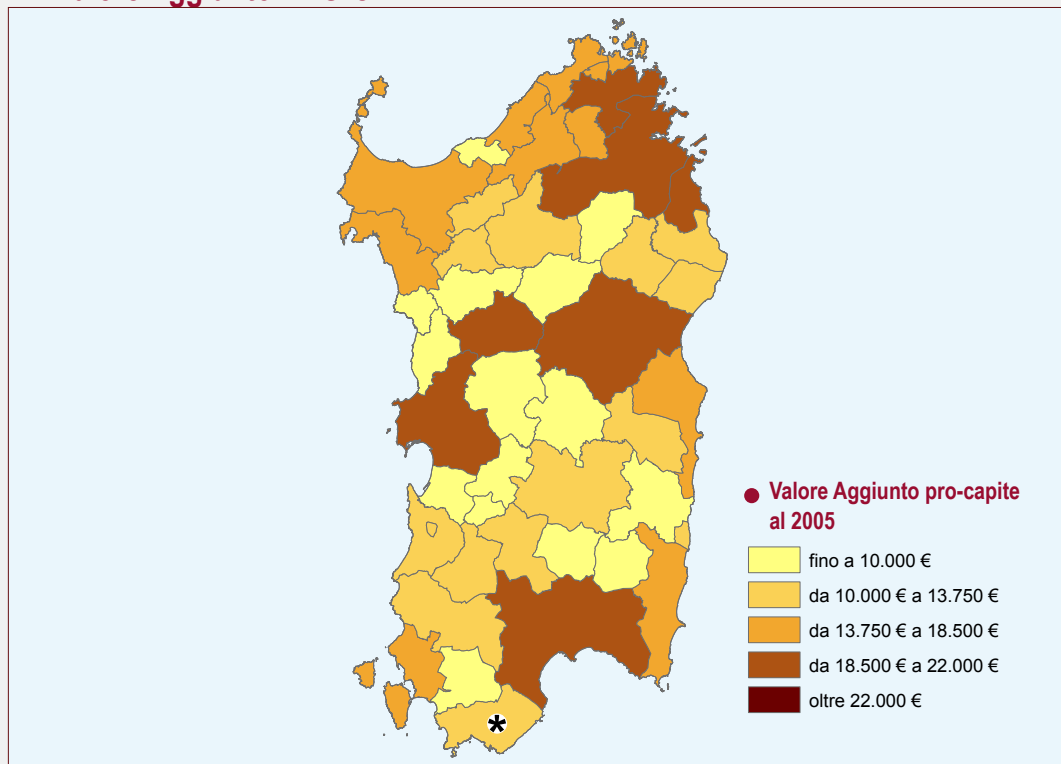 ● Valore Aggiunto pro-capite
al 2005
fino a 10.000 €
da 10.000 € a 13.750 €
da 13.750 € a 18.500 €
da 18.500 € a 22.000 €
oltre 22.000 €
*